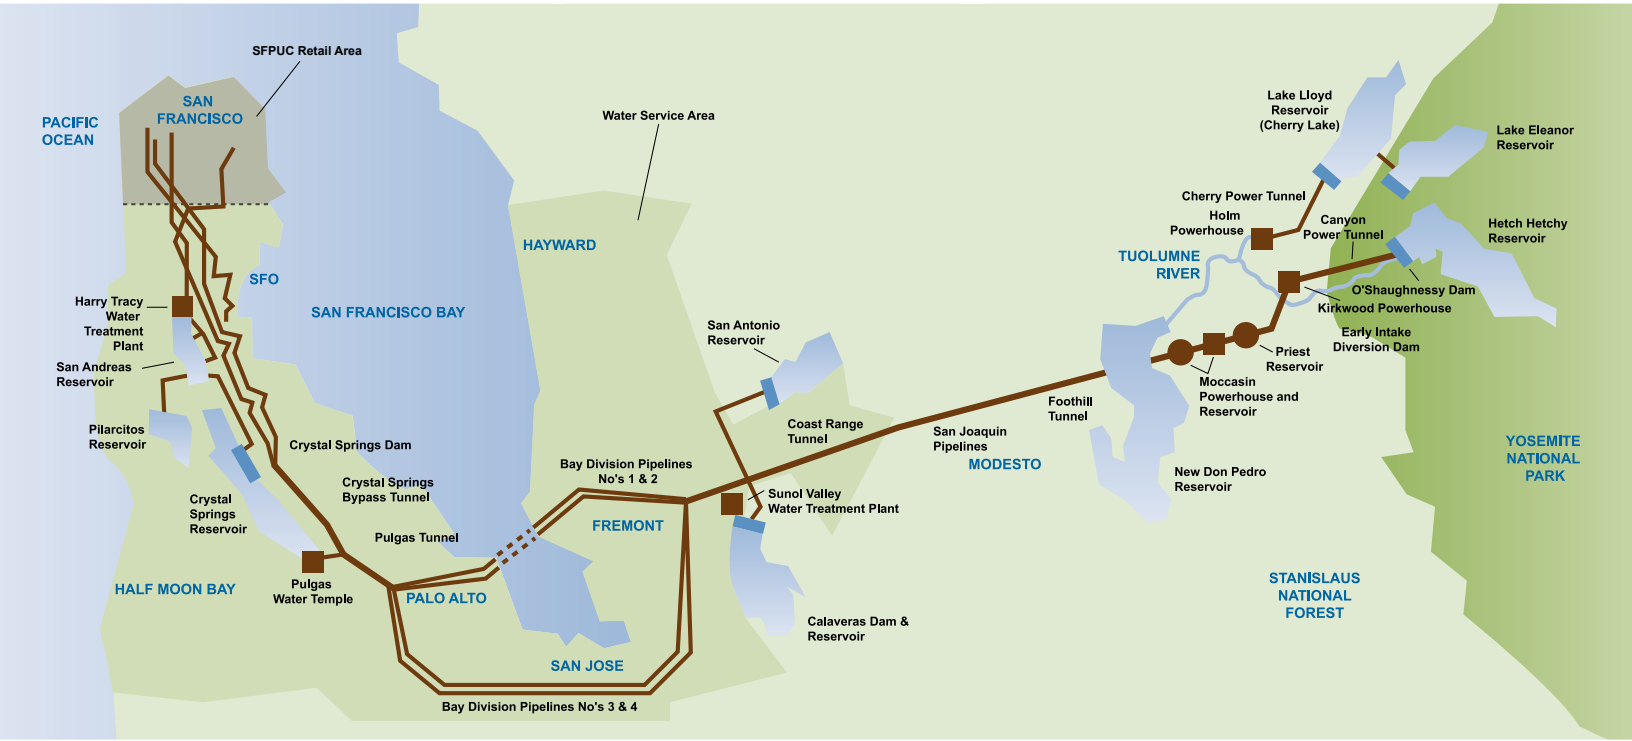 SFPUC Retail Area
SAN
FRANCISCO
PACIFIC
OCEAN
Water Service Area
Lake Lloyd
Reservoir
(Cherry Lake)
Lake Eleanor
Reservoir
Cherry Power Tunnel
Holm
Powerhouse
Canyon
Power Tunnel
Hetch Hetchy
Reservoir
HAYWARD
TUOLUMNE
RIVER
SFO
O'Shaughnessy Dam
Kirkwood Powerhouse
Harry Tracy
Water
Treatment
Plant
SAN FRANCISCO BAY
San Antonio
Reservoir
Early Intake
Diversion Dam
Priest
Reservoir
San Andreas
Reservoir
Moccasin
Powerhouse and
Reservoir
Foothill
Tunnel
Pilarcitos
Reservoir
Crystal Springs Dam
Coast Range
Tunnel
San Joaquin
Pipelines
MODESTO
YOSEMITE
NATIONAL
PARK
Bay Division Pipelines
No's 1 & 2
New Don Pedro
Reservoir
Crystal Springs
Bypass Tunnel
Crystal
Springs
Reservoir
Sunol Valley
Water Treatment Plant
FREMONT
Pulgas Tunnel
HALF MOON BAY
Pulgas
Water Temple
PALO ALTO
STANISLAUS
NATIONAL
FOREST
Calaveras Dam &
Reservoir
SAN JOSE
Bay Division Pipelines No's 3 & 4